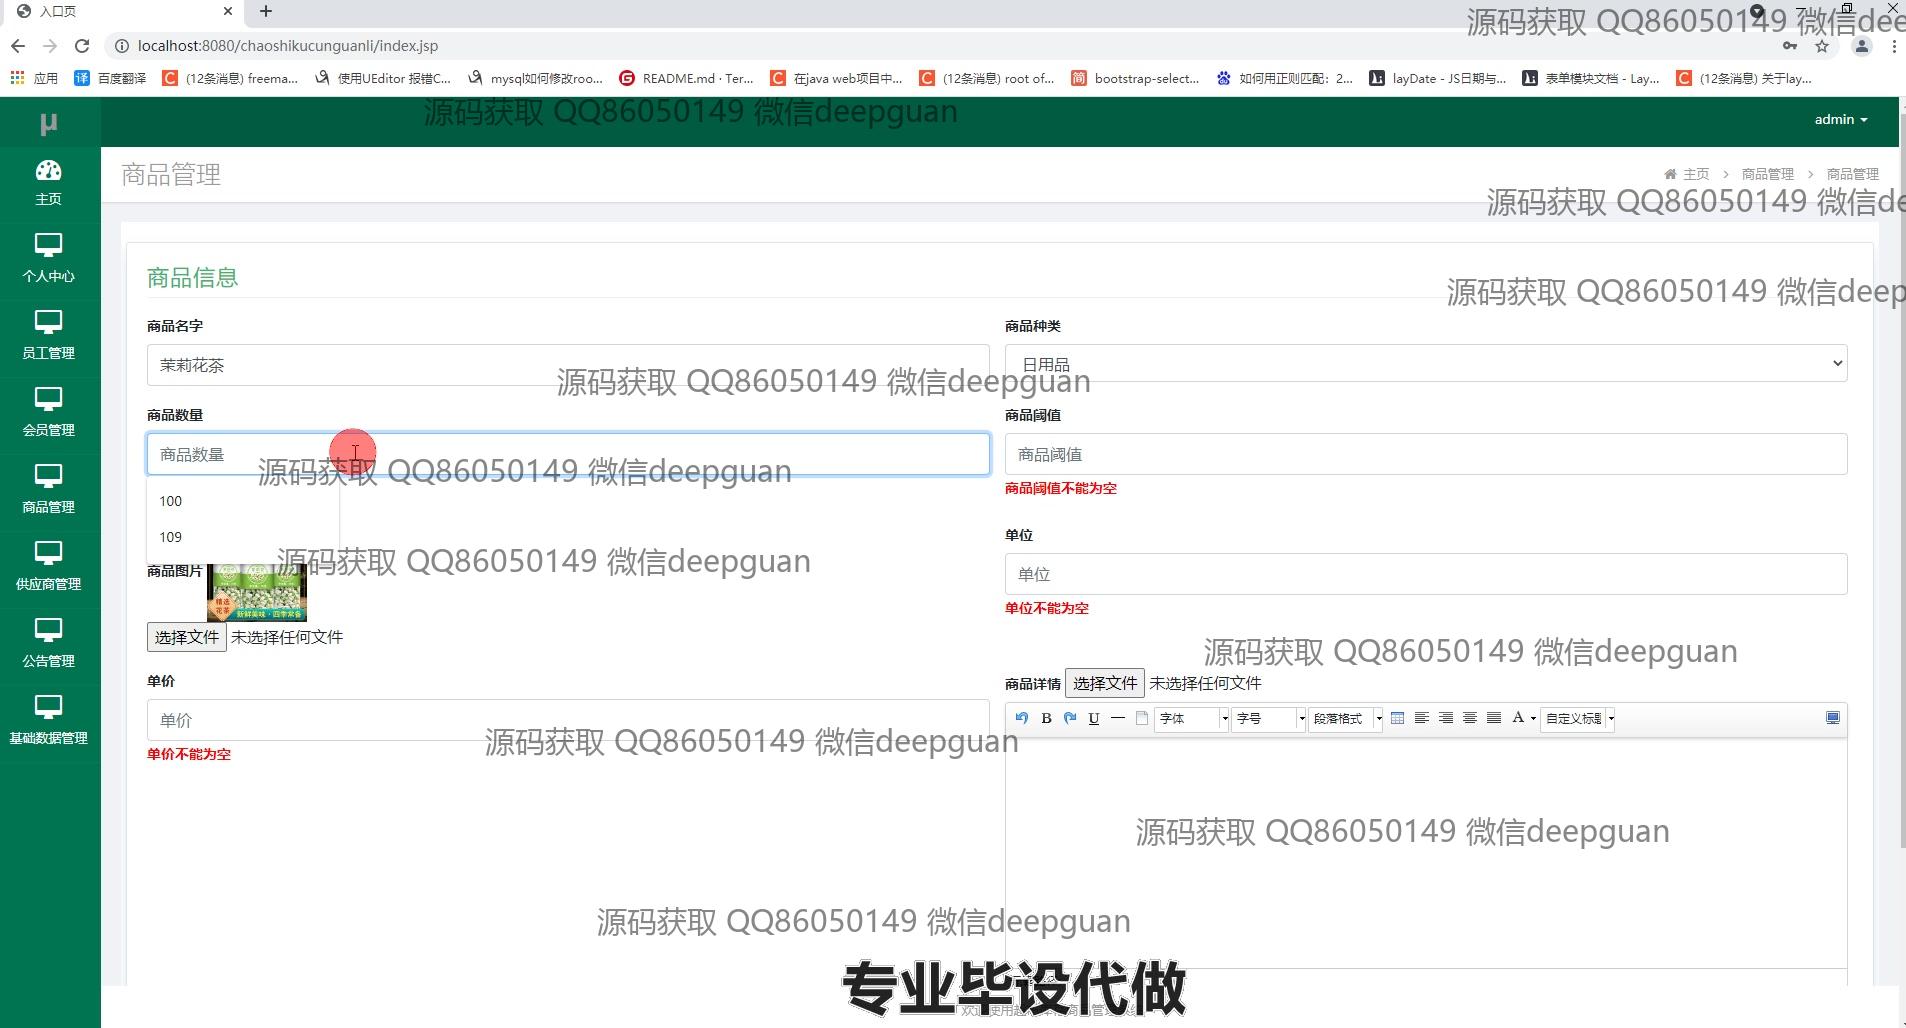 入口页
源码获取 QQ86050149 微信deepguan
localhost:8080/chaoshikucunguanli/index.jsp
应用 百度翻译 (12条消息) freema... 使用UEditor 报错C... mysql如何修改roo... README.md · Ter... 在java web项目中... (12条消息) root of... bootstrap-select... 如何用正则匹配：2... layDate - JS日期与... 表单模块文档 - Lay... (12条消息) 关于lay...
源码获取 QQ86050149 微信deepguan
μ
admin
商品管理
主页 > 商品管理 > 商品管理
源码获取 QQ86050149 微信de
主页
个人中心
员工管理
会员管理
商品管理
供应商管理
公告管理
基础数据管理
商品信息
源码获取 QQ86050149 微信deep
商品名字
茉莉花茶
商品种类
日用品
源码获取 QQ86050149 微信deepguan
商品数量
商品数量
100
109
商品阈值
商品阈值
商品阈值不能为空
源码获取 QQ86050149 微信deepguan
源码获取 QQ86050149 微信deepguan
商品图片
精选
花茶
新鲜美味·四季常备
选择文件 未选择任何文件
单位
单位
单位不能为空
源码获取 QQ86050149 微信deepguan
单价
单价
单价不能为空
商品详情 选择文件 未选择任何文件
B U 字体 字号 段落格式 A 自定义标题
源码获取 QQ86050149 微信deepguan
源码获取 QQ86050149 微信deepguan
源码获取 QQ86050149 微信deepguan
专业毕设代做